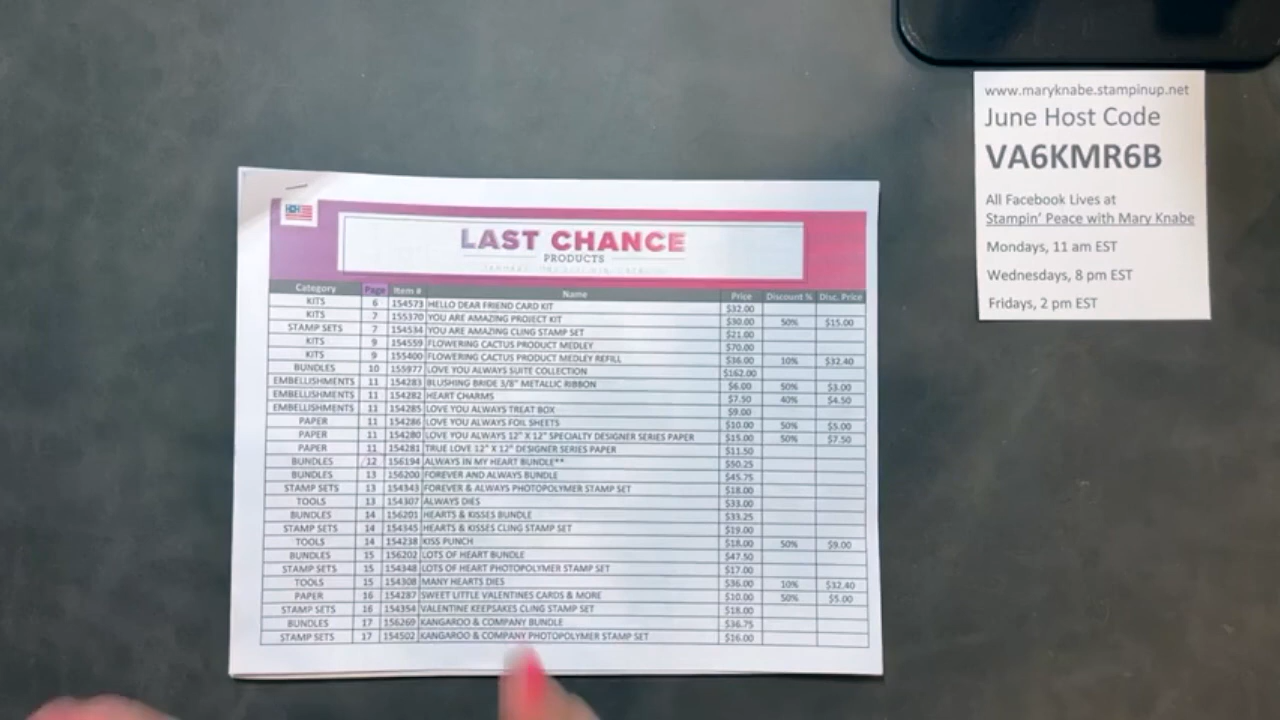 www.maryknabe.stampinup.net
June Host Code
VA6KMR6B
All Facebook Lives at
Stampin' Peace with Mary Knabe
Mondays, 11 am EST
Wednesdays, 8 pm EST
Fridays, 2 pm EST
LAST CHANCE
PRODUCTS
Category Page Item # Name Price Discount % Disc. Price
KITS 6 154573 HELLO DEAR FRIEND CARD KIT $32.00
KITS 7 155370 YOU ARE AMAZING PROJECT KIT $30.00 50% $15.00
STAMP SETS 7 154534 YOU ARE AMAZING CLING STAMP SET $21.00
KITS 9 154559 FLOWERING CACTUS PRODUCT MEDLEY $70.00
KITS 9 155400 FLOWERING CACTUS PRODUCT MEDLEY REFILL $36.00 10% $32.40
BUNDLES 10 155977 LOVE YOU ALWAYS SUITE COLLECTION $162.00
EMBELLISHMENTS 11 154283 BLUSHING BRIDE 3/8" METALLIC RIBBON $6.00 50% $3.00
EMBELLISHMENTS 11 154282 HEART CHARMS $7.50 40% $4.50
EMBELLISHMENTS 11 154285 LOVE YOU ALWAYS TREAT BOX $9.00
PAPER 11 154286 LOVE YOU ALWAYS FOIL SHEETS $10.00 50% $5.00
PAPER 11 154280 LOVE YOU ALWAYS 12" X 12" SPECIALTY DESIGNER SERIES PAPER $15.00 50% $7.50
PAPER 11 154281 TRUE LOVE 12" X 12" DESIGNER SERIES PAPER $11.50
BUNDLES 12 156194 ALWAYS IN MY HEART BUNDLE** $50.25
BUNDLES 13 156200 FOREVER AND ALWAYS BUNDLE $45.75
STAMP SETS 13 154343 FOREVER & ALWAYS PHOTOPOLYMER STAMP SET $18.00
TOOLS 13 154307 ALWAYS DIES $33.00
BUNDLES 14 156201 HEARTS & KISSES BUNDLE $33.25
STAMP SETS 14 154345 HEARTS & KISSES CLING STAMP SET $19.00
TOOLS 14 154238 KISS PUNCH $18.00 50% $9.00
BUNDLES 15 156202 LOTS OF HEART BUNDLE $47.50
STAMP SETS 15 154348 LOTS OF HEART PHOTOPOLYMER STAMP SET $17.00
TOOLS 15 154308 MANY HEARTS DIES $36.00 10% $32.40
PAPER 16 154287 SWEET LITTLE VALENTINES CARDS & MORE $10.00 50% $5.00
STAMP SETS 16 154354 VALENTINE KEEPSAKES CLING STAMP SET $18.00
BUNDLES 17 156269 KANGAROO & COMPANY BUNDLE $36.75
STAMP SETS 17 154502 KANGAROO & COMPANY PHOTOPOLYMER STAMP SET $16.00